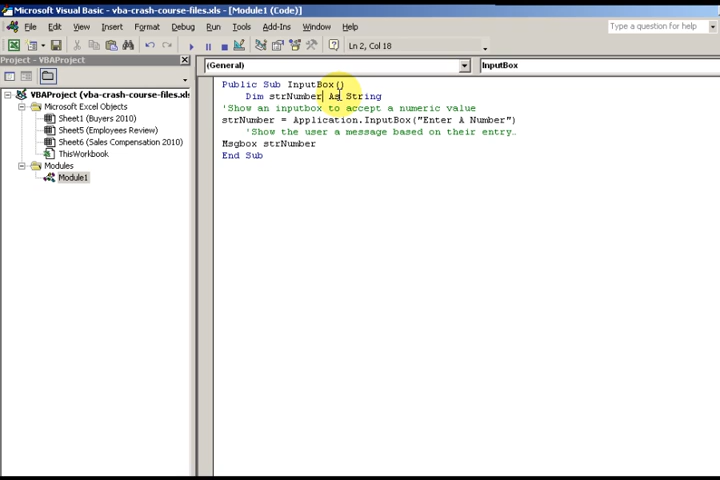 Microsoft Visual Basic - vba-crash-course-files.xls - [Module1 (Code)]
File Edit View Insert Format Debug Run Tools Add-Ins Window Help Type a question for help
Ln 2, Col 18
Project - VBAProject
(General) InputBox
VBAProject (vba-crash-course-files.xls
Microsoft Excel Objects
Sheet1 (Buyers 2010)
Sheet5 (Employees Review)
Sheet6 (Sales Compensation 2010)
ThisWorkbook
Modules
Module1
Public Sub InputBox()
Dim strNumber As String
'Show an inputbox to accept a numeric value
strNumber = Application.InputBox("Enter A Number")
'Show the user a message based on their entry…
Msgbox strNumber
End Sub